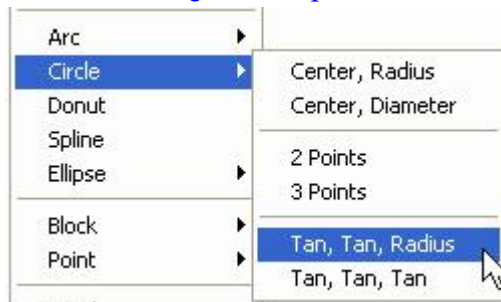 Arc
Circle
Donut
Spline
Ellipse
Block
Point
Center, Radius
Center, Diameter
2 Points
3 Points
Tan, Tan, Radius
Tan, Tan, Tan